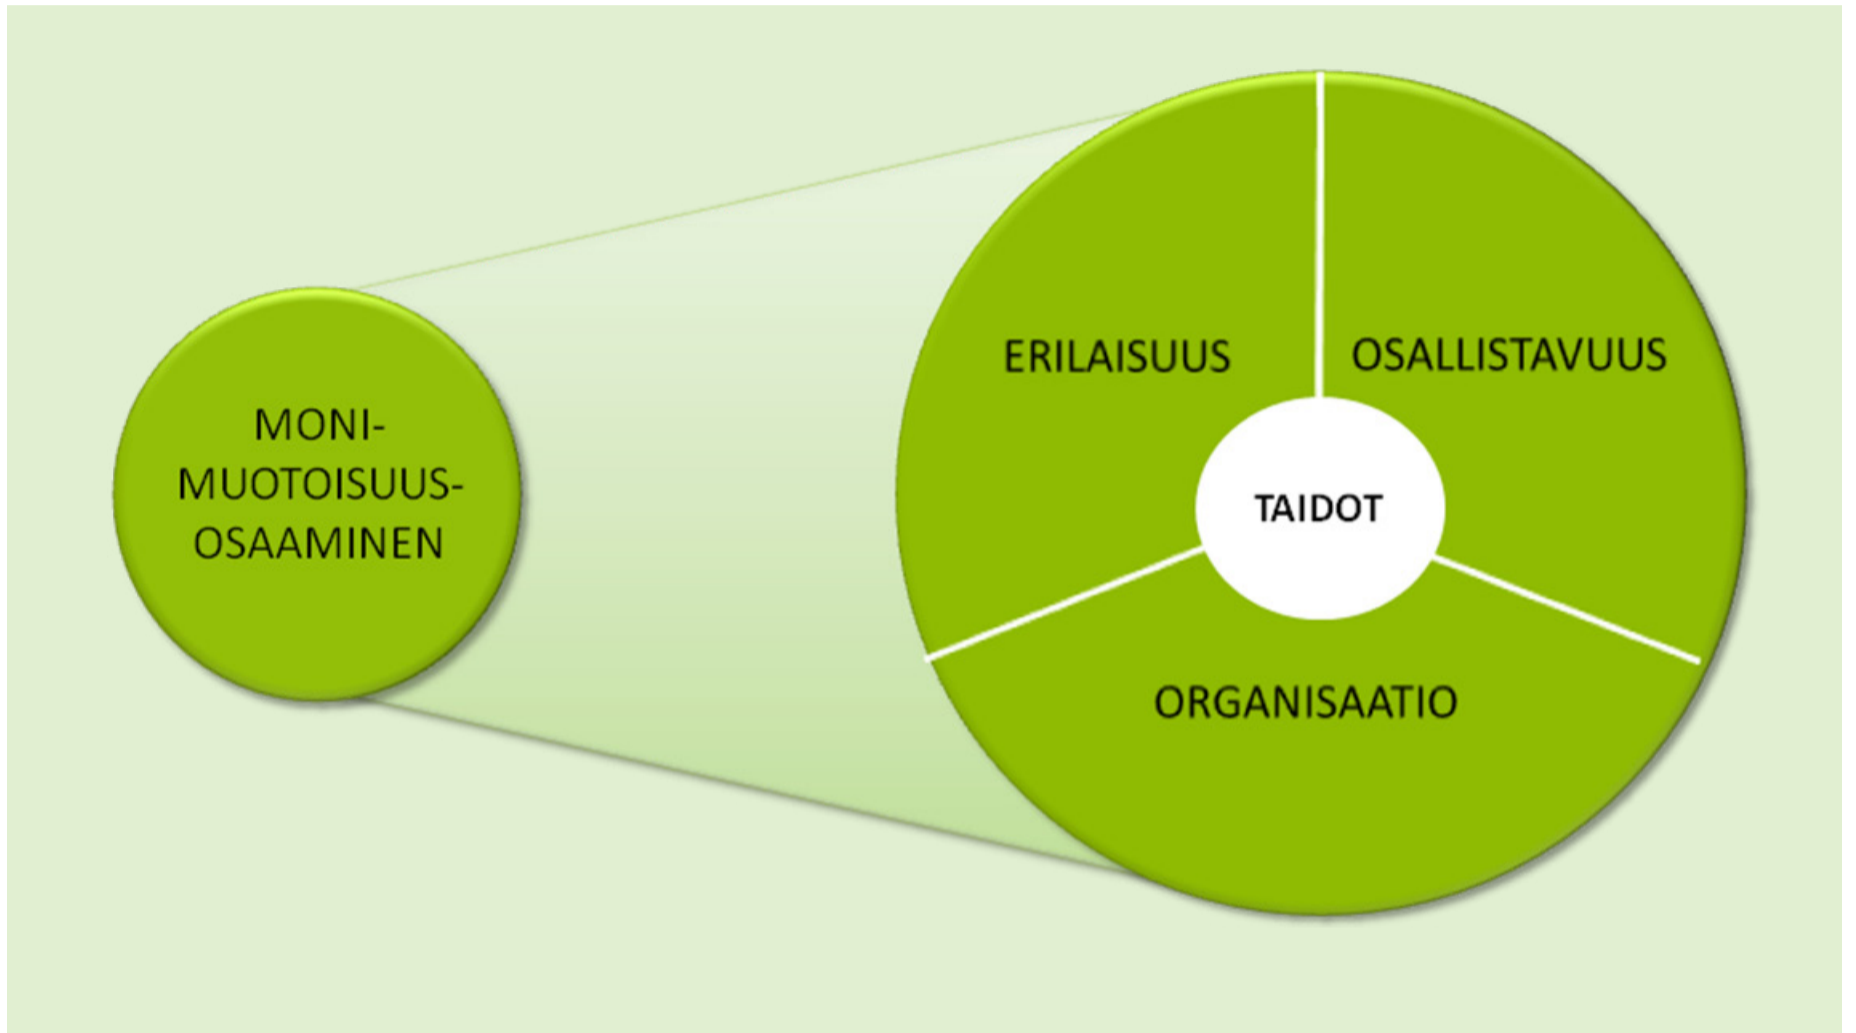 MONI-
MUOTOISUUS-
OSAAMINEN
ERILAISUUS
OSALLISTAVUUS
TAIDOT
ORGANISAATIO